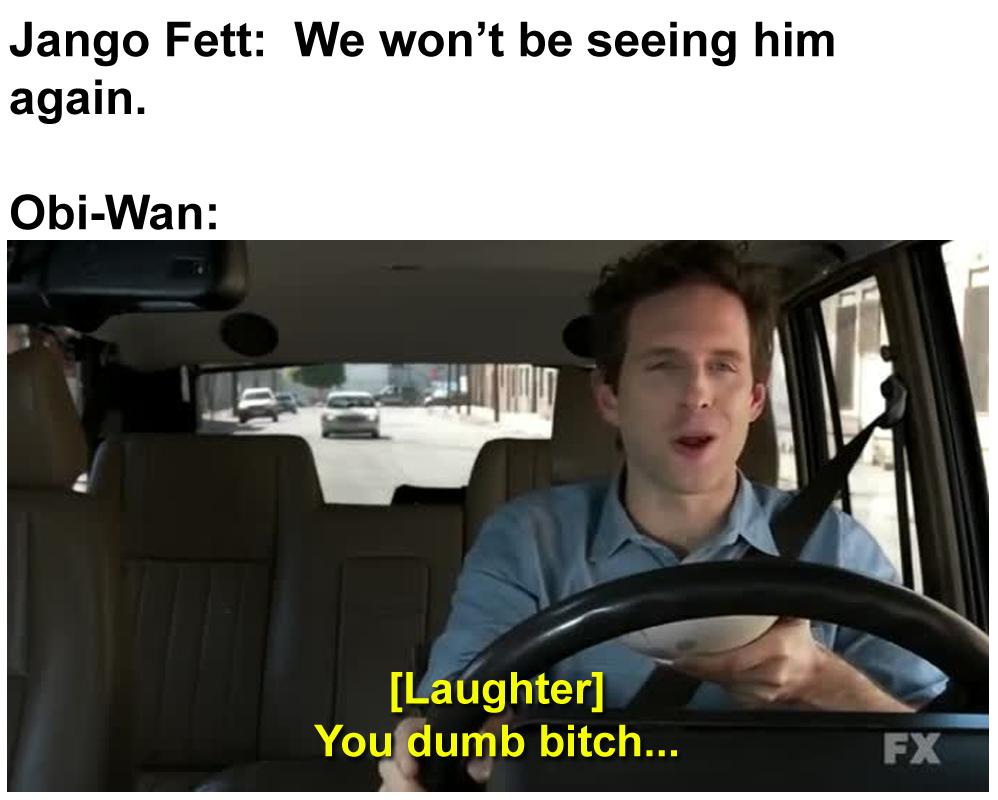 Jango Fett:  We won’t be seeing him
again.
Obi-Wan:
[Laughter]
You dumb bitch...
FX